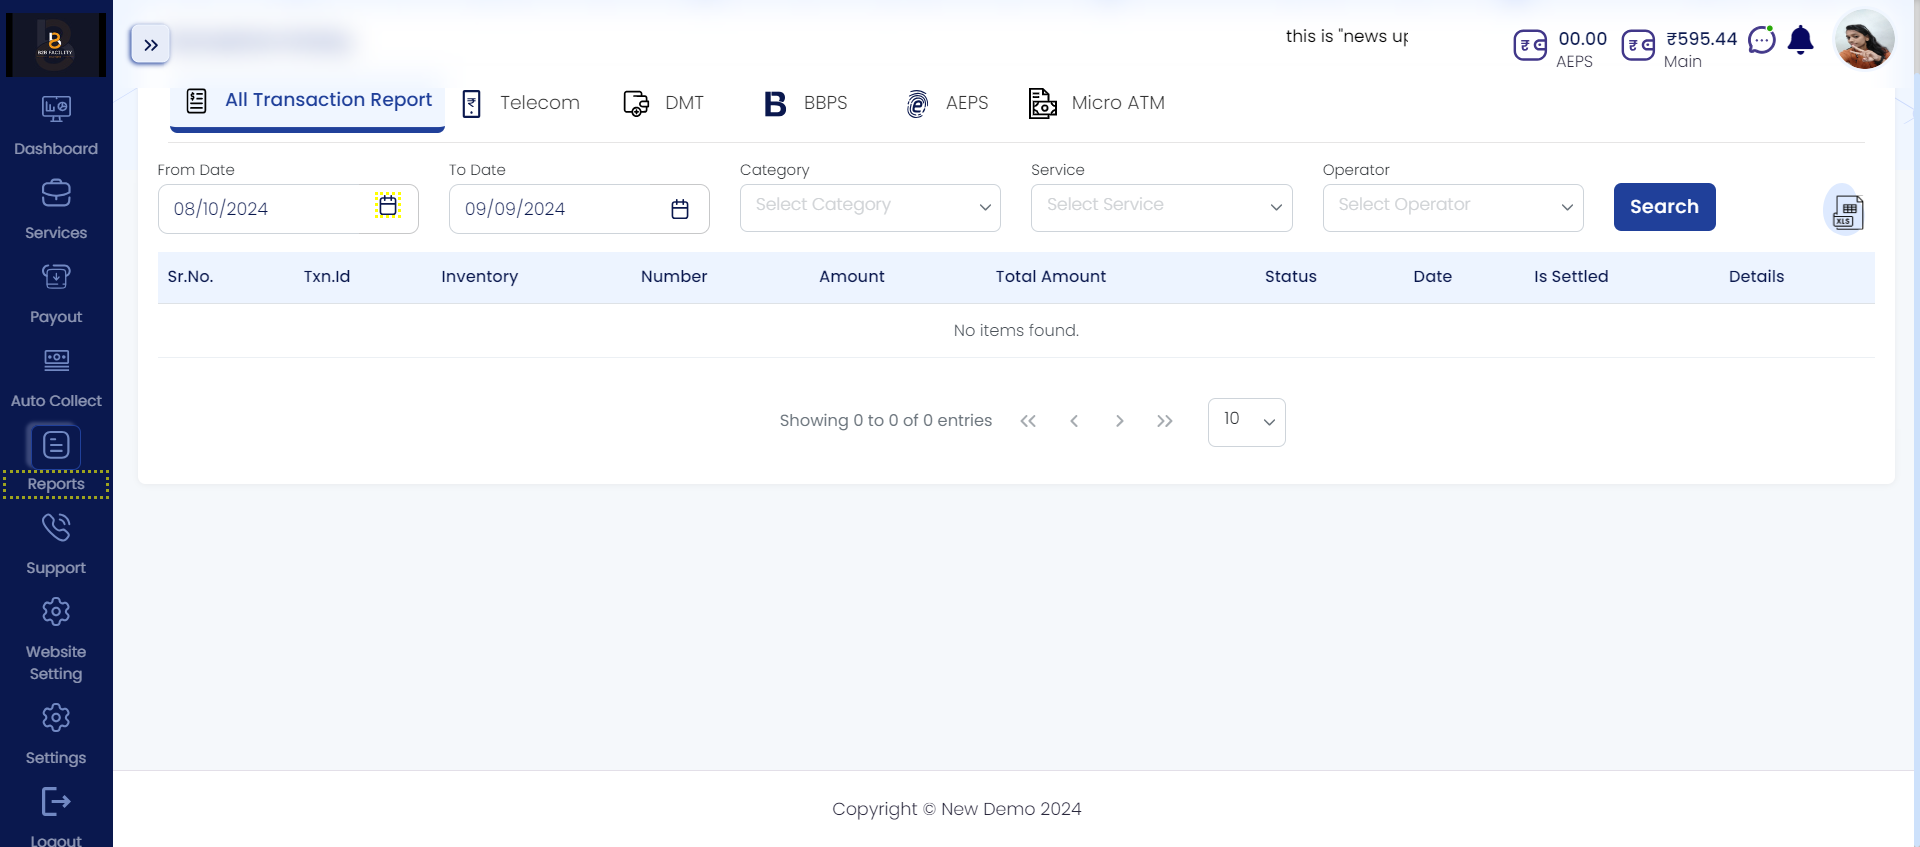 B2B FACILITY
this is "news up
00.00
AEPS
₹595.44
Main
All Transaction Report
Telecom
DMT
BBPS
AEPS
Micro ATM
Dashboard
Services
Payout
Auto Collect
Reports
Support
Website
Setting
Settings
Logout
From Date
To Date
Category
Service
Operator
08/10/2024
09/09/2024
Select Category
Select Service
Select Operator
Search
XLS
Sr.No. Txn.Id Inventory Number Amount Total Amount Status Date Is Settled Details
No items found.
Showing 0 to 0 of 0 entries
10
Copyright © New Demo 2024